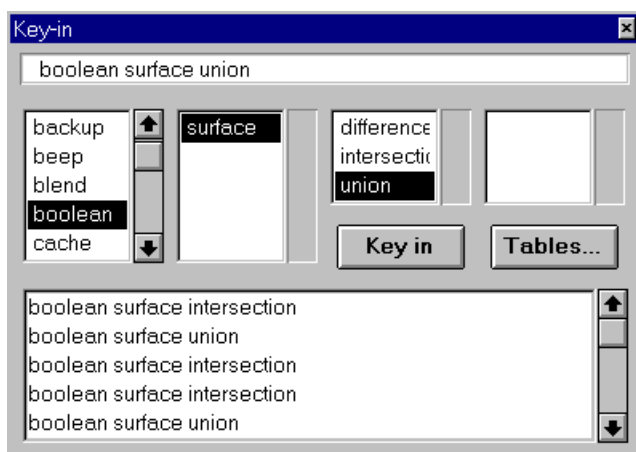 Key-in
boolean surface union
backup
beep
blend
boolean
cache
surface
difference
intersectic
union
Key in
Tables...
boolean surface intersection
boolean surface union
boolean surface intersection
boolean surface intersection
boolean surface union